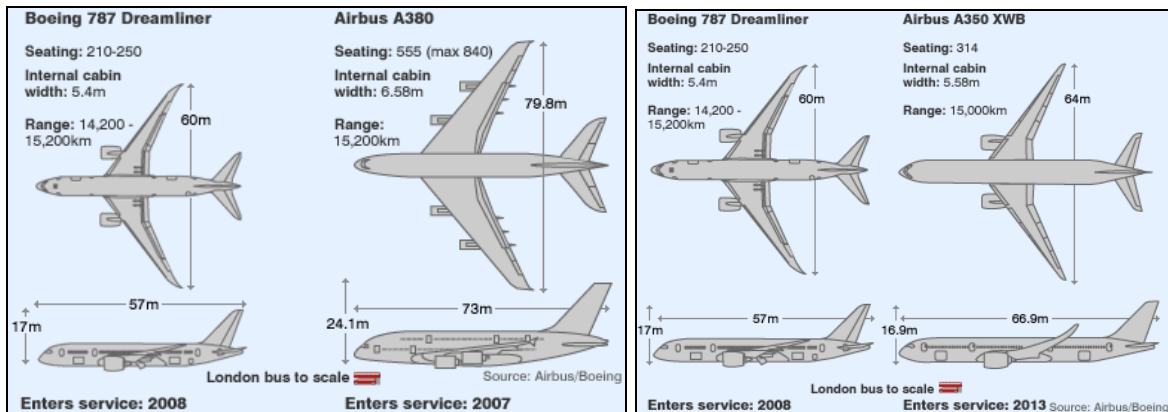 Boeing 787 Dreamliner
Seating: 210-250
Internal cabin
width: 5.4m
Range: 14,200 -
15,200km
60m
57m
17m
Enters service: 2008
Airbus A380
Seating: 555 (max 840)
Internal cabin
width: 6.58m
Range:
15,200km
79.8m
73m
24.1m
London bus to scale
Source: Airbus/Boeing
Enters service: 2007
Boeing 787 Dreamliner
Seating: 210-250
Internal cabin
width: 5.4m
Range: 14,200 -
15,200km
60m
57m
17m
Enters service: 2008
Airbus A350 XWB
Seating: 314
Internal cabin
width: 5.58m
Range: 15,000km
64m
66.9m
16.9m
London bus to scale
Enters service: 2013
Source: Airbus/Boeing